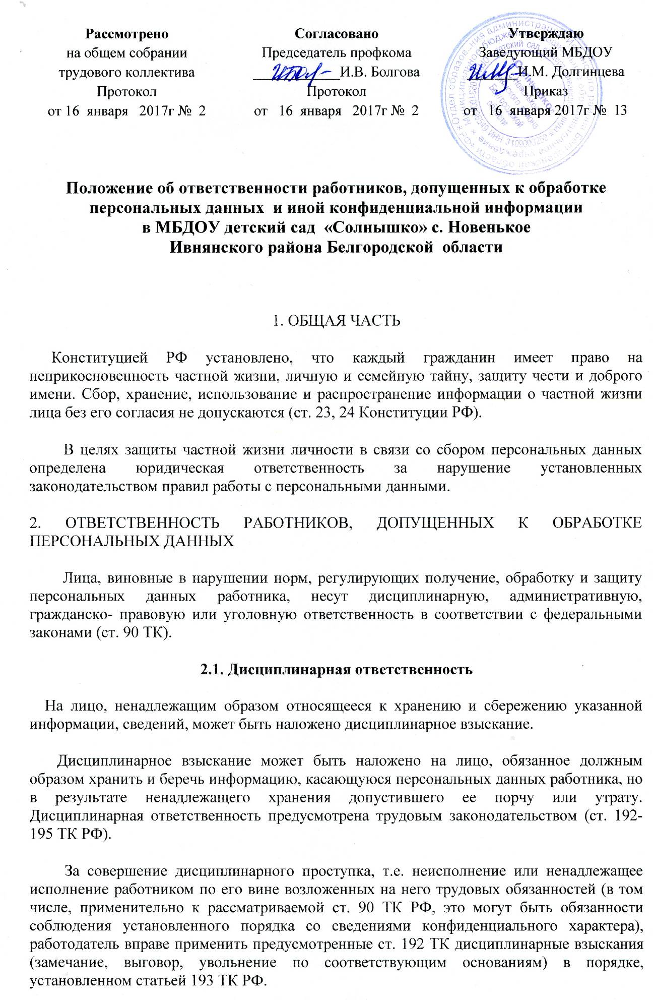 Рассмотрено
на общем собрании
трудового коллектива
Протокол
от 16 января 2017г № 2
Согласовано
Председатель профкома
____________И.В. Болгова
Протокол
от 16 января 2017г № 2
Утверждаю
Заведующий МБДОУ
_______И.М. Долгинцева
Приказ
от 16 января 2017г № 13
Положение об ответственности работников, допущенных к обработке
персональных данных и иной конфиденциальной информации
в МБДОУ детский сад «Солнышко» с. Новенькое
Ивнянского района Белгородской области
1. ОБЩАЯ ЧАСТЬ
Конституцией РФ установлено, что каждый гражданин имеет право на
неприкосновенность частной жизни, личную и семейную тайну, защиту чести и доброго
имени. Сбор, хранение, использование и распространение информации о частной жизни
лица без его согласия не допускаются (ст. 23, 24 Конституции РФ).
В целях защиты частной жизни личности в связи со сбором персональных данных
определена юридическая ответственность за нарушение установленных
законодательством правил работы с персональными данными.
2. ОТВЕТСТВЕННОСТЬ РАБОТНИКОВ, ДОПУЩЕННЫХ К ОБРАБОТКЕ
ПЕРСОНАЛЬНЫХ ДАННЫХ
Лица, виновные в нарушении норм, регулирующих получение, обработку и защиту
персональных данных работника, несут дисциплинарную, административную,
гражданско- правовую или уголовную ответственность в соответствии с федеральными
законами (ст. 90 ТК).
2.1. Дисциплинарная ответственность
На лицо, ненадлежащим образом относящееся к хранению и сбережению указанной
информации, сведений, может быть наложено дисциплинарное взыскание.
Дисциплинарное взыскание может быть наложено на лицо, обязанное должным
образом хранить и беречь информацию, касающуюся персональных данных работника, но
в результате ненадлежащего хранения допустившего ее порчу или утрату.
Дисциплинарная ответственность предусмотрена трудовым законодательством (ст. 192-
195 ТК РФ).
За совершение дисциплинарного проступка, т.е. неисполнение или ненадлежащее
исполнение работником по его вине возложенных на него трудовых обязанностей (в том
числе, применительно к рассматриваемой ст. 90 ТК РФ, это могут быть обязанности
соблюдения установленного порядка со сведениями конфиденциального характера),
работодатель вправе применить предусмотренные ст. 192 ТК дисциплинарные взыскания
(замечание, выговор, увольнение по соответствующим основаниям) в порядке,
установленном статьей 193 ТК РФ.